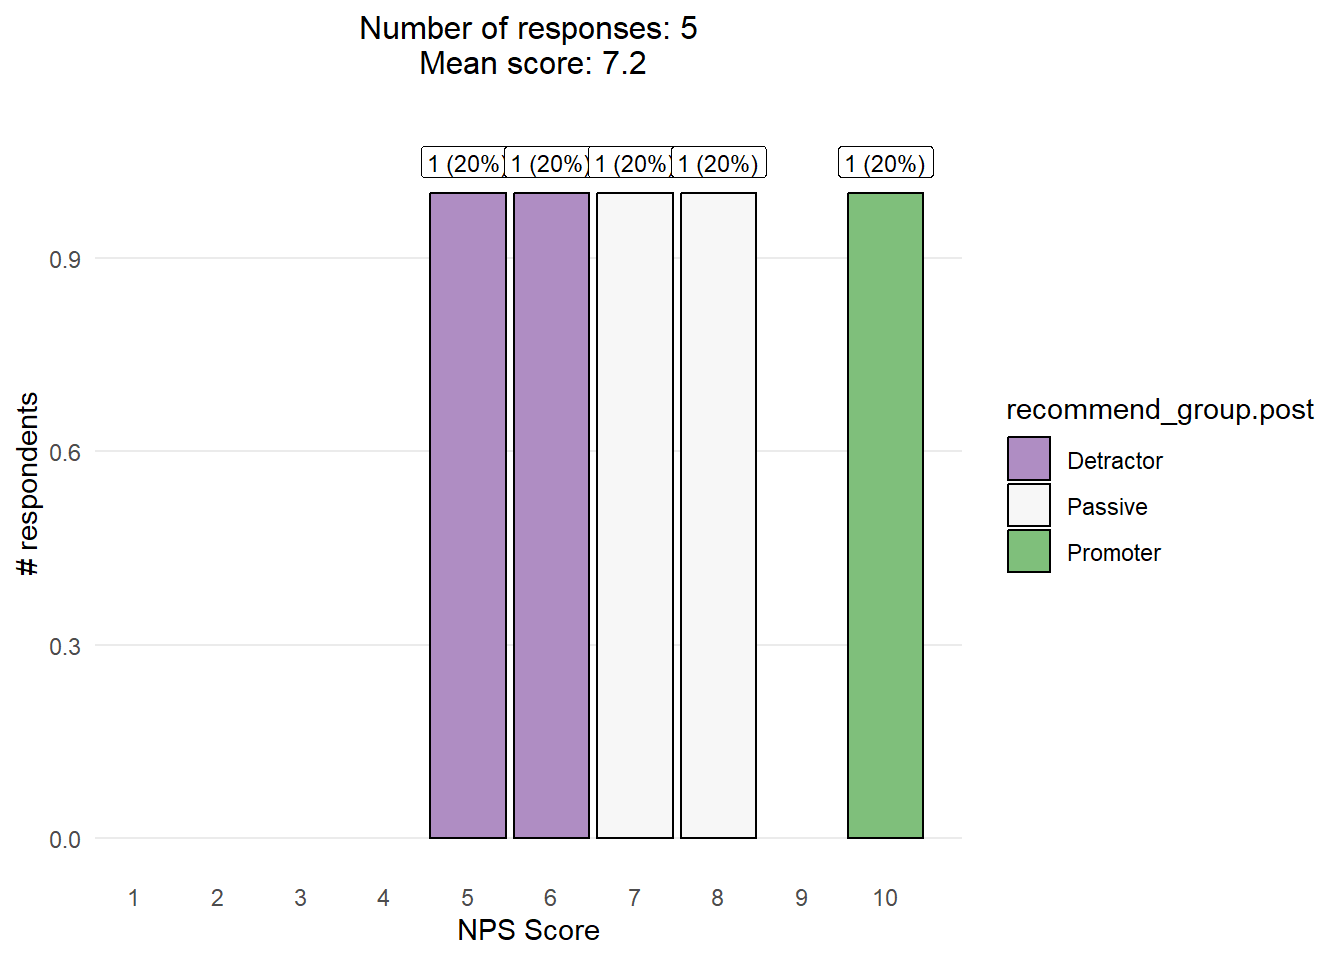 Number of responses: 5
Mean score: 7.2
1 (20%) 1 (20%) 1 (20%) 1 (20%) 1 (20%)
0.9
0.6
0.3
0.0
# respondents
1 2 3 4 5 6 7 8 9 10
NPS Score
recommend_group.post
Detractor
Passive
Promoter